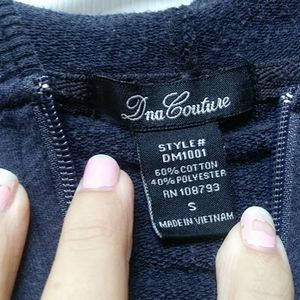 Dna Couture
STYLE#
DM1001
60% COTTON
40% POLYESTER
RN 108793
S
MADE IN VIETNAM